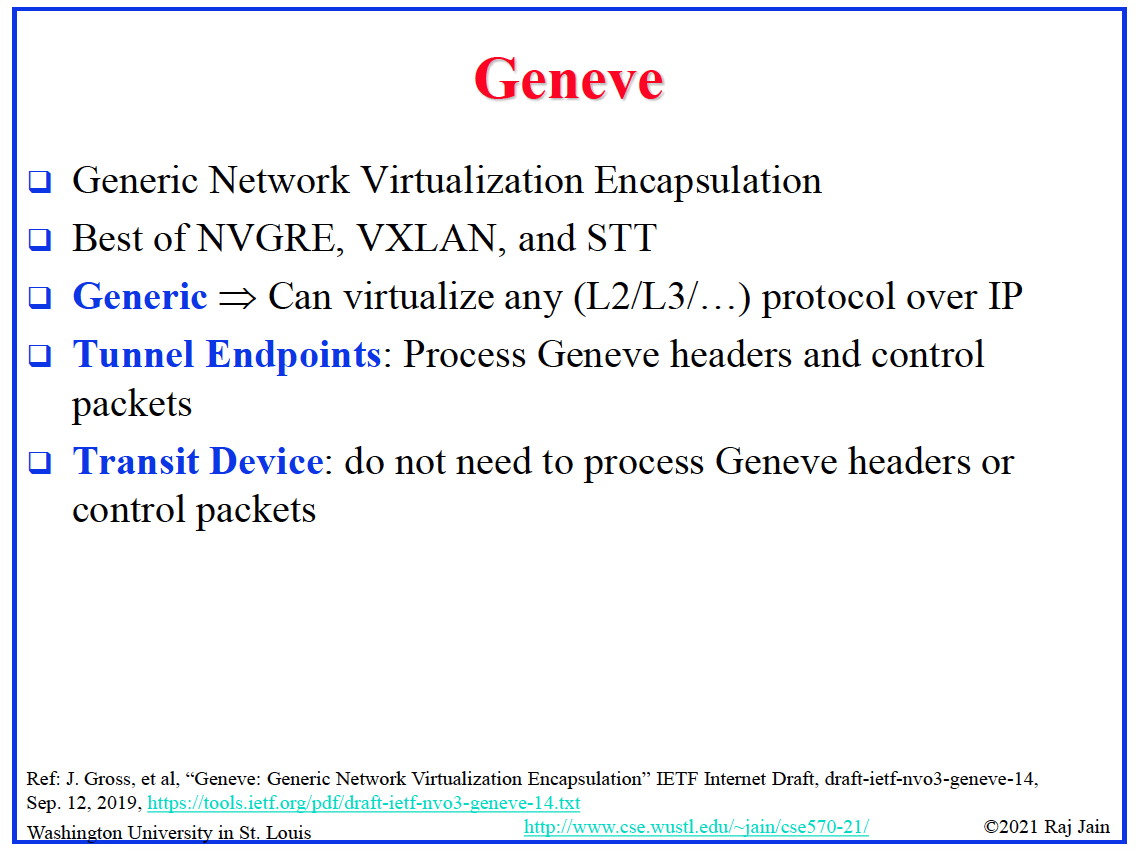 Geneve
❑ Generic Network Virtualization Encapsulation
❑ Best of NVGRE, VXLAN, and STT
❑ Generic ⇒ Can virtualize any (L2/L3/…) protocol over IP
❑ Tunnel Endpoints: Process Geneve headers and control
packets
❑ Transit Device: do not need to process Geneve headers or
control packets
Ref: J. Gross, et al, “Geneve: Generic Network Virtualization Encapsulation” IETF Internet Draft, draft-ietf-nvo3-geneve-14,
Sep. 12, 2019, https://tools.ietf.org/pdf/draft-ietf-nvo3-geneve-14.txt
Washington University in St. Louis http://www.cse.wustl.edu/~jain/cse570-21/ ©2021 Raj Jain